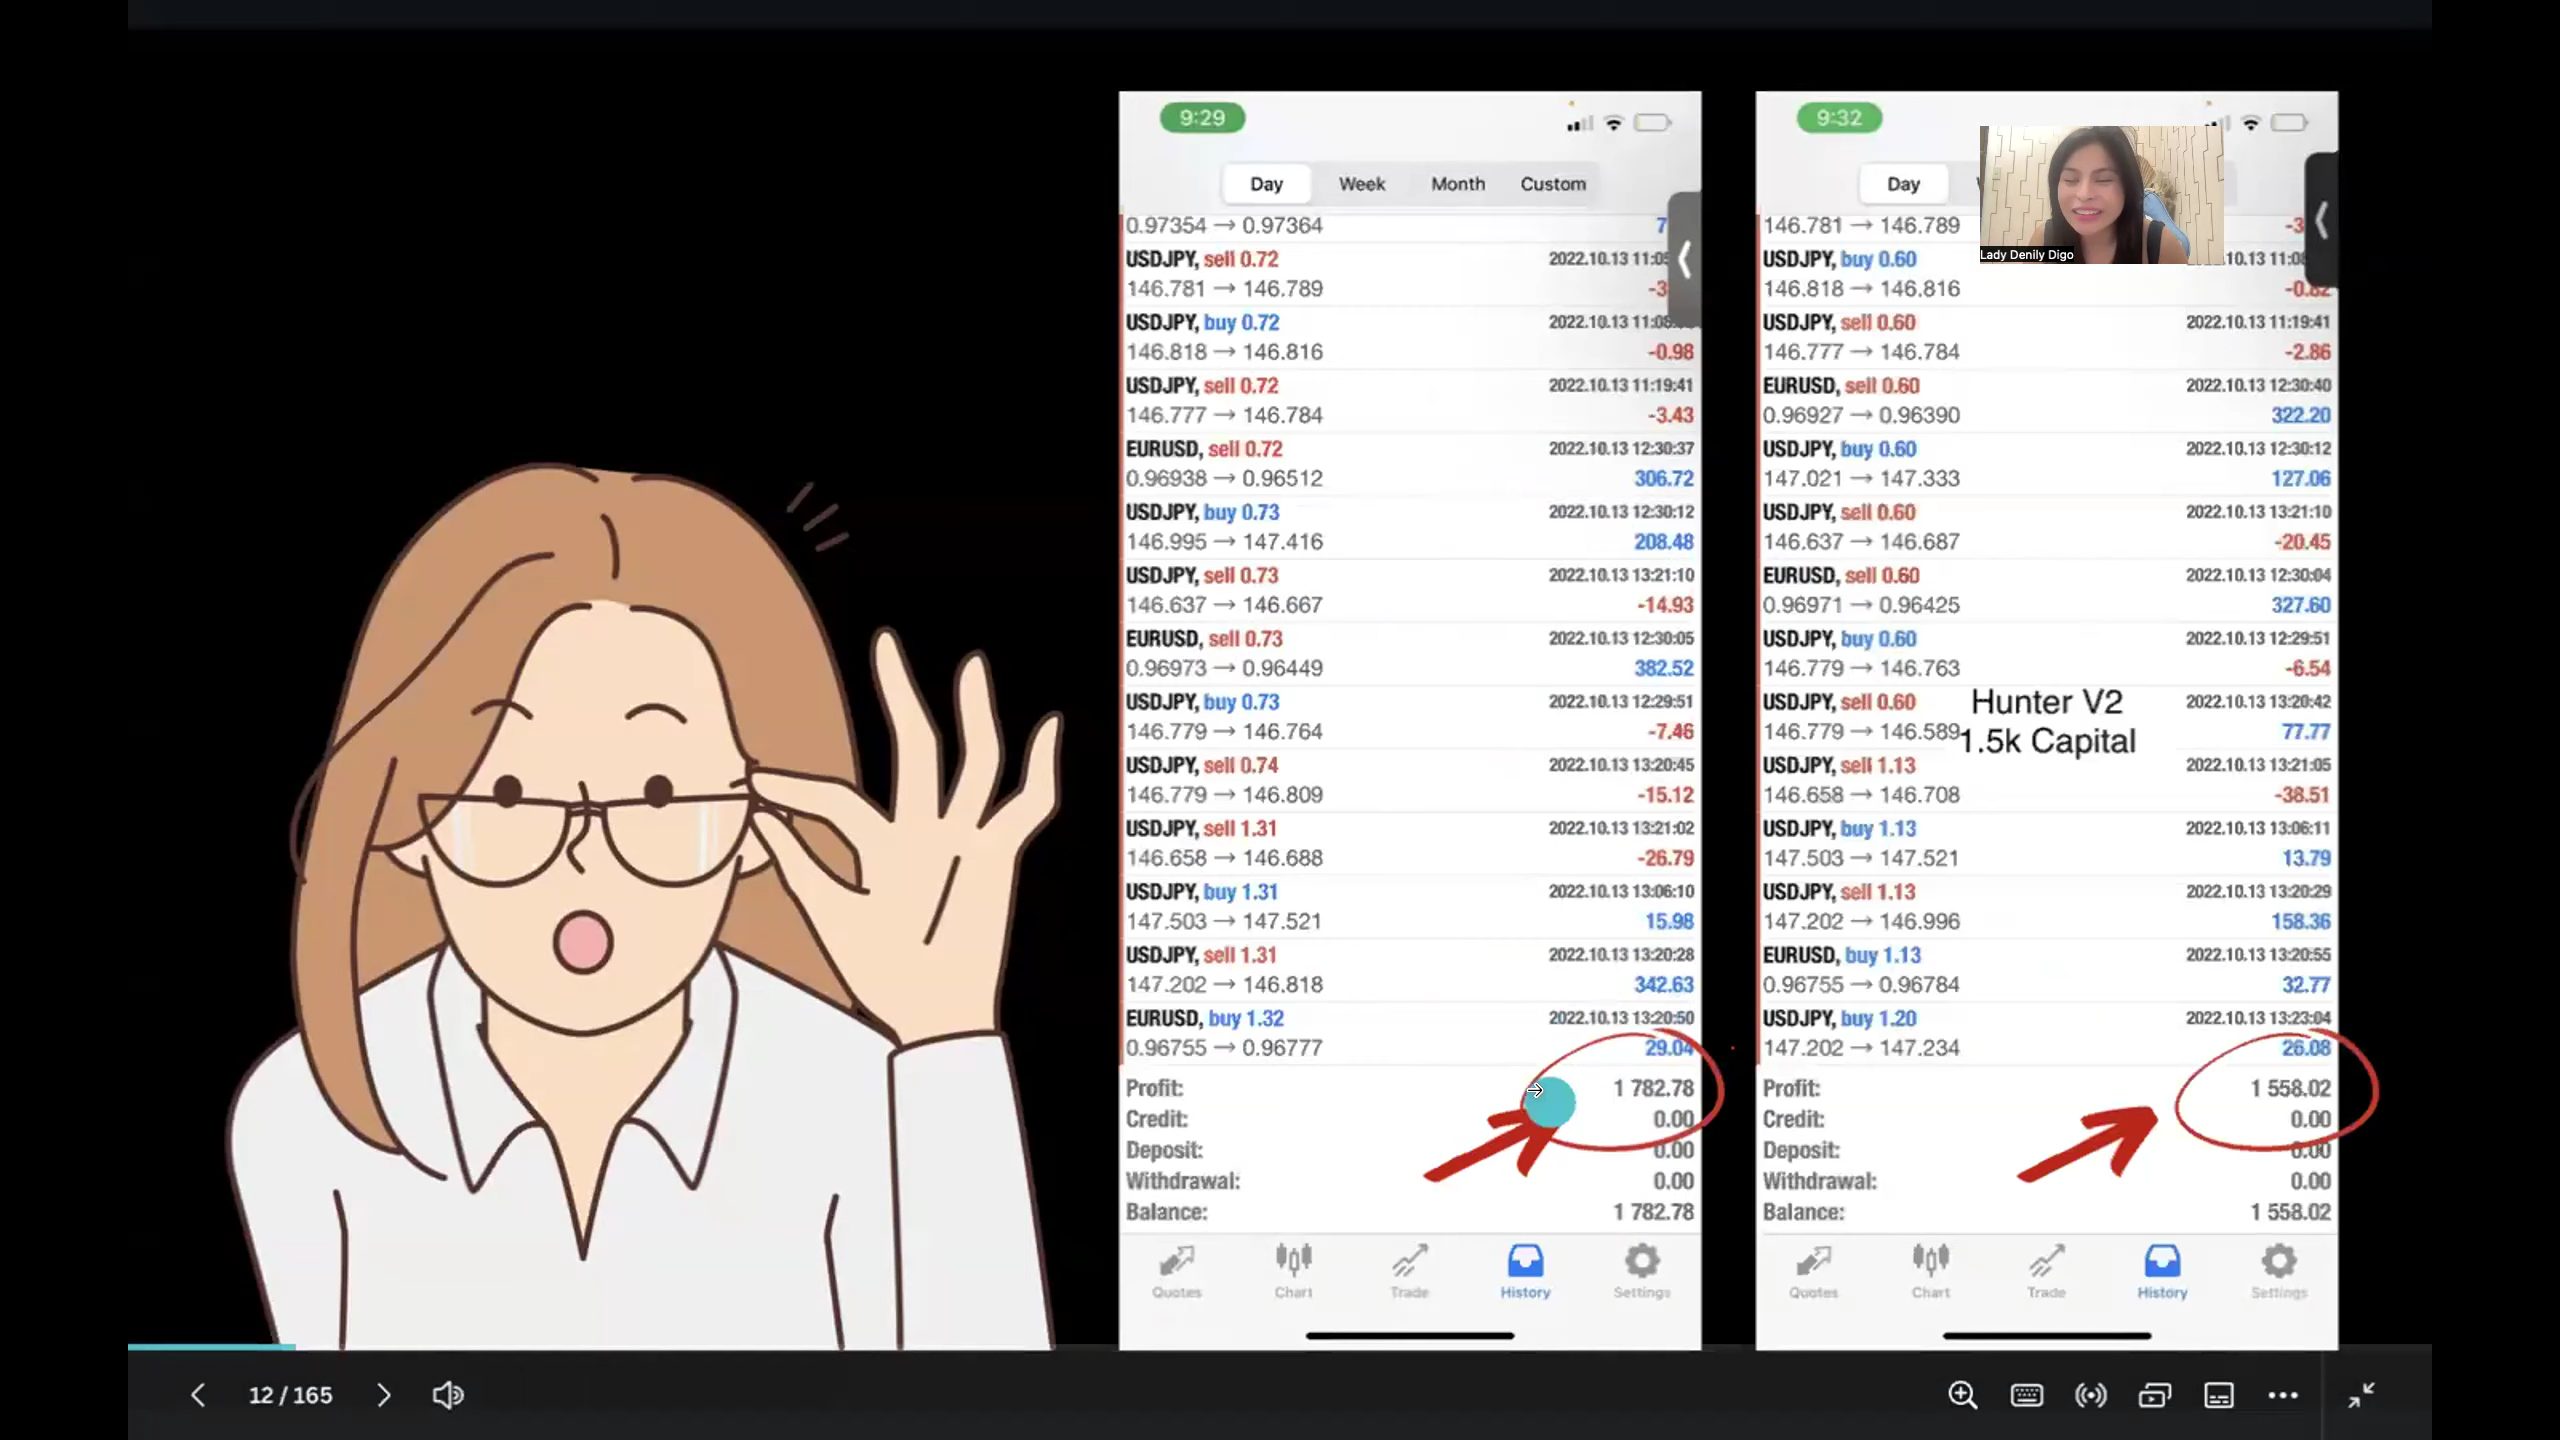 9:29
Day Week Month Custom
0.97354 → 0.97364 7
USDJPY, sell 0.72 2022.10.13 11:05
146.781 → 146.789 -3
USDJPY, buy 0.72 2022.10.13 11:08
146.818 → 146.816 -0.98
USDJPY, sell 0.72 2022.10.13 11:19:41
146.777 → 146.784 -3.43
EURUSD, sell 0.72 2022.10.13 12:30:37
0.96938 → 0.96512 306.72
USDJPY, buy 0.73 2022.10.13 12:30:12
146.995 → 147.416 208.48
USDJPY, sell 0.73 2022.10.13 13:21:10
146.637 → 146.667 -14.93
EURUSD, sell 0.73 2022.10.13 12:30:05
0.96973 → 0.96449 382.52
USDJPY, buy 0.73 2022.10.13 12:29:51
146.779 → 146.764 -7.46
USDJPY, sell 0.74 2022.10.13 13:20:45
146.779 → 146.809 -15.12
USDJPY, sell 1.31 2022.10.13 13:21:02
146.658 → 146.688 -26.79
USDJPY, buy 1.31 2022.10.13 13:06:10
147.503 → 147.521 15.98
USDJPY, sell 1.31 2022.10.13 13:20:28
147.202 → 146.818 342.63
EURUSD, buy 1.32 2022.10.13 13:20:50
0.96755 → 0.96777 29.04
Profit: 1 782.78
Credit: 0.00
Deposit: 0.00
Withdrawal: 0.00
Balance: 1 782.78
Quotes Chart Trade History Settings
9:32
Day
Lady Denily Digo
146.781 → 146.789 -3
USDJPY, buy 0.60 .10.13 11:08
146.818 → 146.816 -0.82
USDJPY, sell 0.60 2022.10.13 11:19:41
146.777 → 146.784 -2.86
EURUSD, sell 0.60 2022.10.13 12:30:40
0.96927 → 0.96390 322.20
USDJPY, buy 0.60 2022.10.13 12:30:12
147.021 → 147.333 127.06
USDJPY, sell 0.60 2022.10.13 13:21:10
146.637 → 146.687 -20.45
EURUSD, sell 0.60 2022.10.13 12:30:04
0.96971 → 0.96425 327.60
USDJPY, buy 0.60 2022.10.13 12:29:51
146.779 → 146.763 -6.54
USDJPY, sell 0.60 2022.10.13 13:20:42
146.779 → 146.589 77.77
Hunter V2
1.5k Capital
USDJPY, sell 1.13 2022.10.13 13:21:05
146.658 → 146.708 -38.51
USDJPY, buy 1.13 2022.10.13 13:06:11
147.503 → 147.521 13.79
USDJPY, sell 1.13 2022.10.13 13:20:29
147.202 → 146.996 158.36
EURUSD, buy 1.13 2022.10.13 13:20:55
0.96755 → 0.96784 32.77
USDJPY, buy 1.20 2022.10.13 13:23:04
147.202 → 147.234 26.08
Profit: 1 558.02
Credit: 0.00
Deposit: 0.00
Withdrawal: 0.00
Balance: 1 558.02
Quotes Chart Trade History Settings
12 / 165